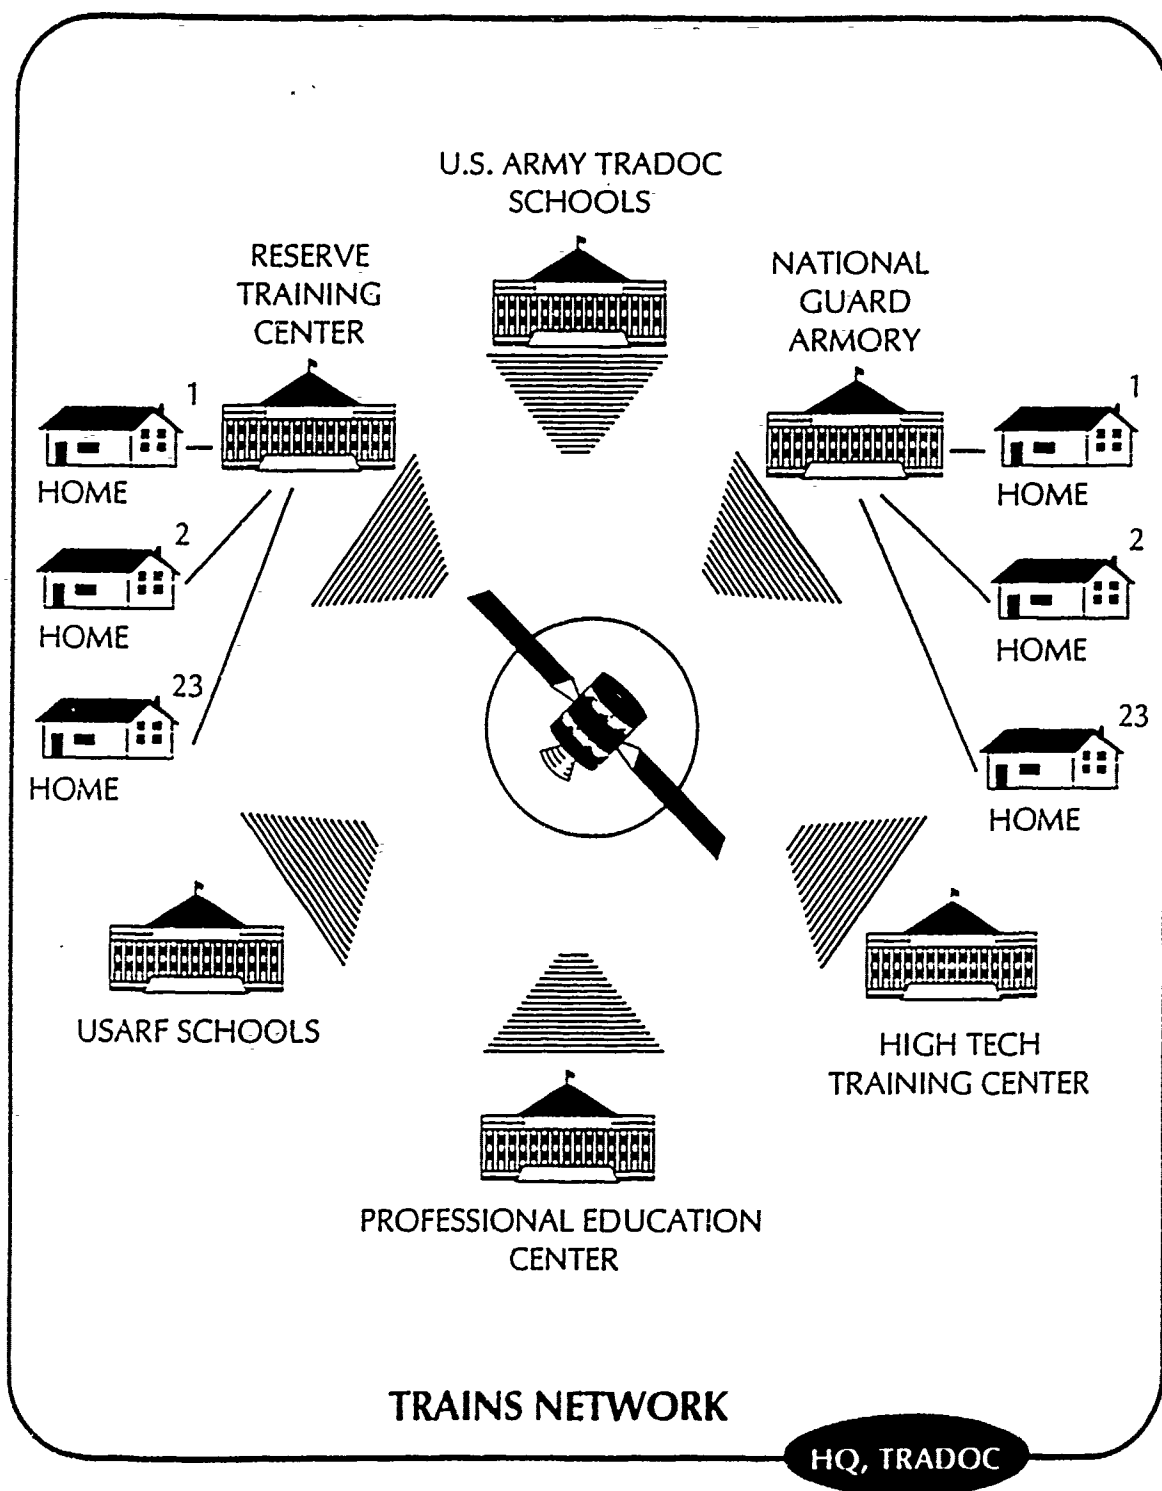 U.S. ARMY TRADOC
SCHOOLS
RESERVE
TRAINING
CENTER
NATIONAL
GUARD
ARMORY
1
HOME
2
HOME
23
HOME
1
HOME
2
HOME
23
HOME
USARF SCHOOLS
HIGH TECH
TRAINING CENTER
PROFESSIONAL EDUCATION
CENTER
TRAINS NETWORK
HQ, TRADOC